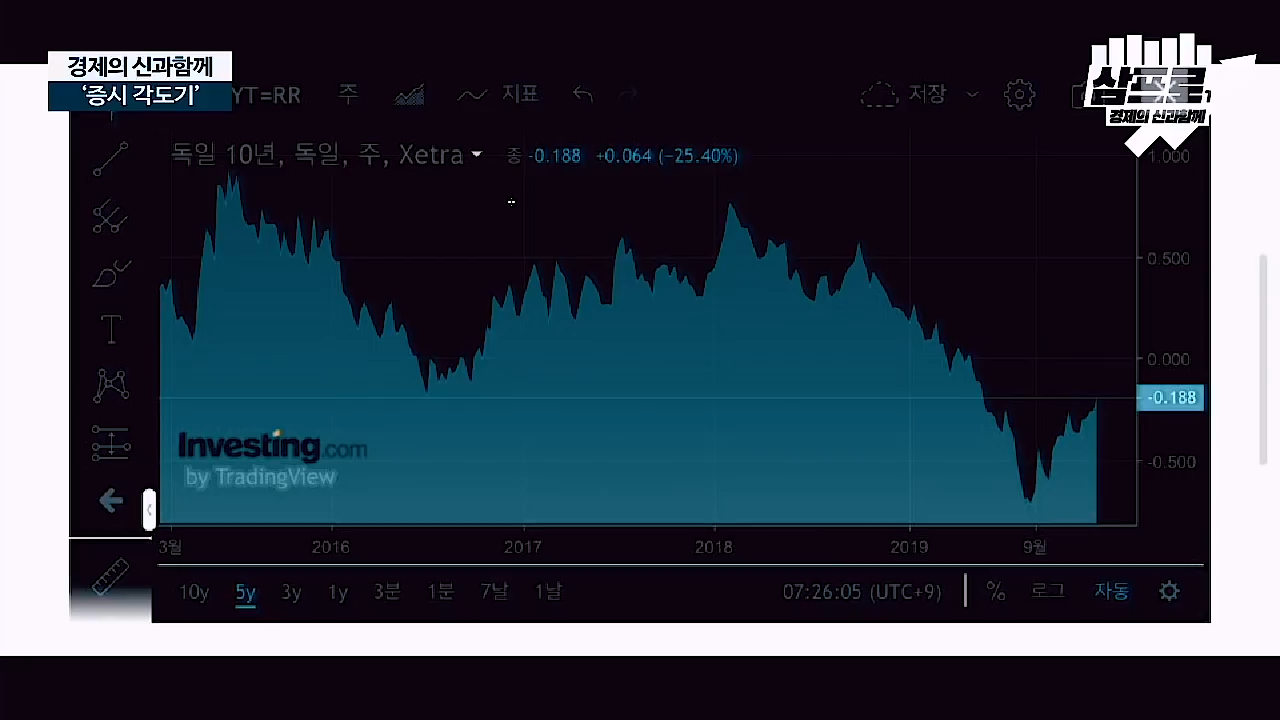 경제의 신과함께
'증시 각도기'
YT=RR 주 지표 저장
삼프로
경제의 신과함께
독일 10년, 독일, 주, Xetra 종 -0.188 +0.064 (-25.40%)
1.000
0.500
0.000
-0.188
-0.500
T
Investing.com
by TradingView
3월 2016 2017 2018 2019 9월
10y 5y 3y 1y 3분 1분 7날 1날 07:26:05 (UTC+9) % 로그 자동